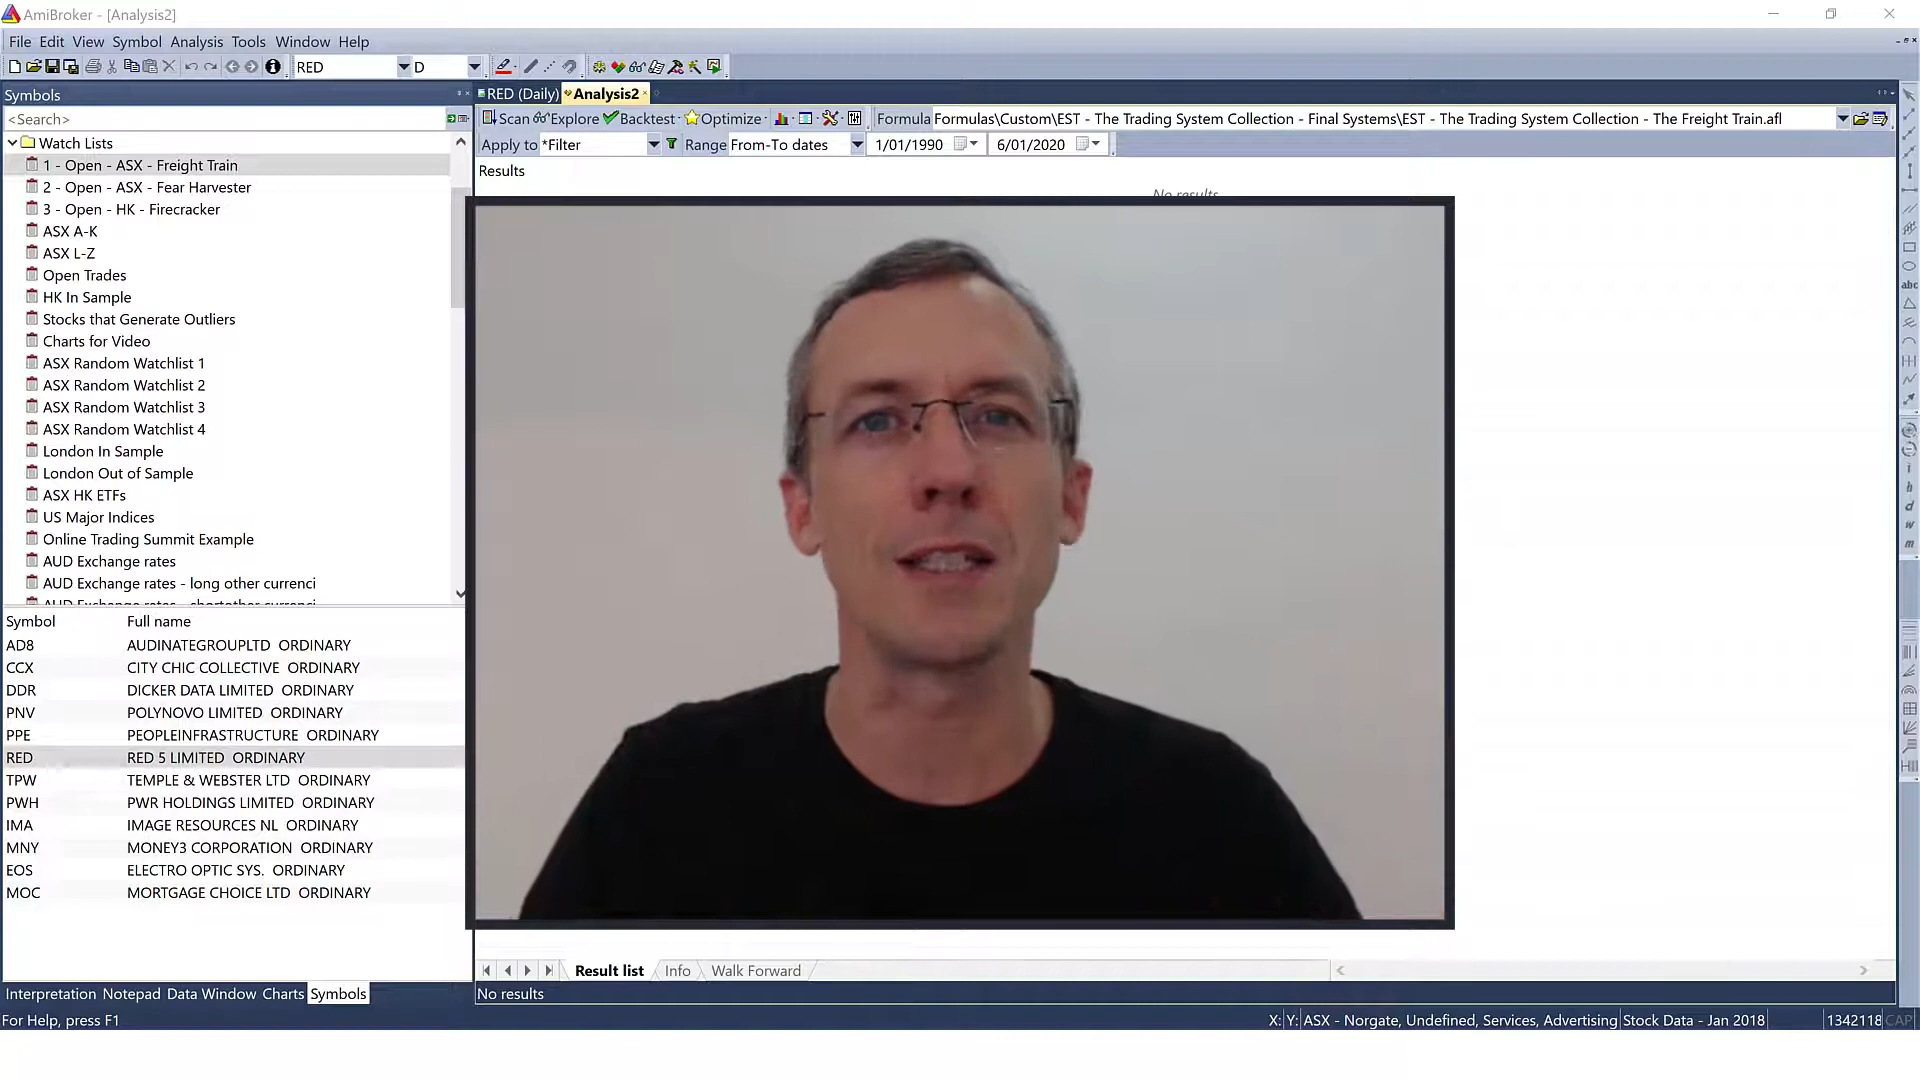 AmiBroker - [Analysis2]
File Edit View Symbol Analysis Tools Window Help
RED D
Symbols
RED (Daily) Analysis2
<Search>
Scan Explore Backtest Optimize Formula Formulas\Custom\EST - The Trading System Collection - Final Systems\EST - The Trading System Collection - The Freight Train.afl
Apply to *Filter Range From-To dates 1/01/1990 6/01/2020
Results
No results
Watch Lists
1 - Open - ASX - Freight Train
2 - Open - ASX - Fear Harvester
3 - Open - HK - Firecracker
ASX A-K
ASX L-Z
Open Trades
HK In Sample
Stocks that Generate Outliers
Charts for Video
ASX Random Watchlist 1
ASX Random Watchlist 2
ASX Random Watchlist 3
ASX Random Watchlist 4
London In Sample
London Out of Sample
ASX HK ETFs
US Major Indices
Online Trading Summit Example
AUD Exchange rates
AUD Exchange rates - long other currenci
AUD Exchange rates - shortother currenci
Symbol Full name
AD8 AUDINATEGROUPLTD ORDINARY
CCX CITY CHIC COLLECTIVE ORDINARY
DDR DICKER DATA LIMITED ORDINARY
PNV POLYNOVO LIMITED ORDINARY
PPE PEOPLEINFRASTRUCTURE ORDINARY
RED RED 5 LIMITED ORDINARY
TPW TEMPLE & WEBSTER LTD ORDINARY
PWH PWR HOLDINGS LIMITED ORDINARY
IMA IMAGE RESOURCES NL ORDINARY
MNY MONEY3 CORPORATION ORDINARY
EOS ELECTRO OPTIC SYS. ORDINARY
MOC MORTGAGE CHOICE LTD ORDINARY
abc
i
h
d
w
m
Result list Info Walk Forward
Interpretation Notepad Data Window Charts Symbols
No results
For Help, press F1
X: Y: ASX - Norgate, Undefined, Services, Advertising Stock Data - Jan 2018 1342118 CAP